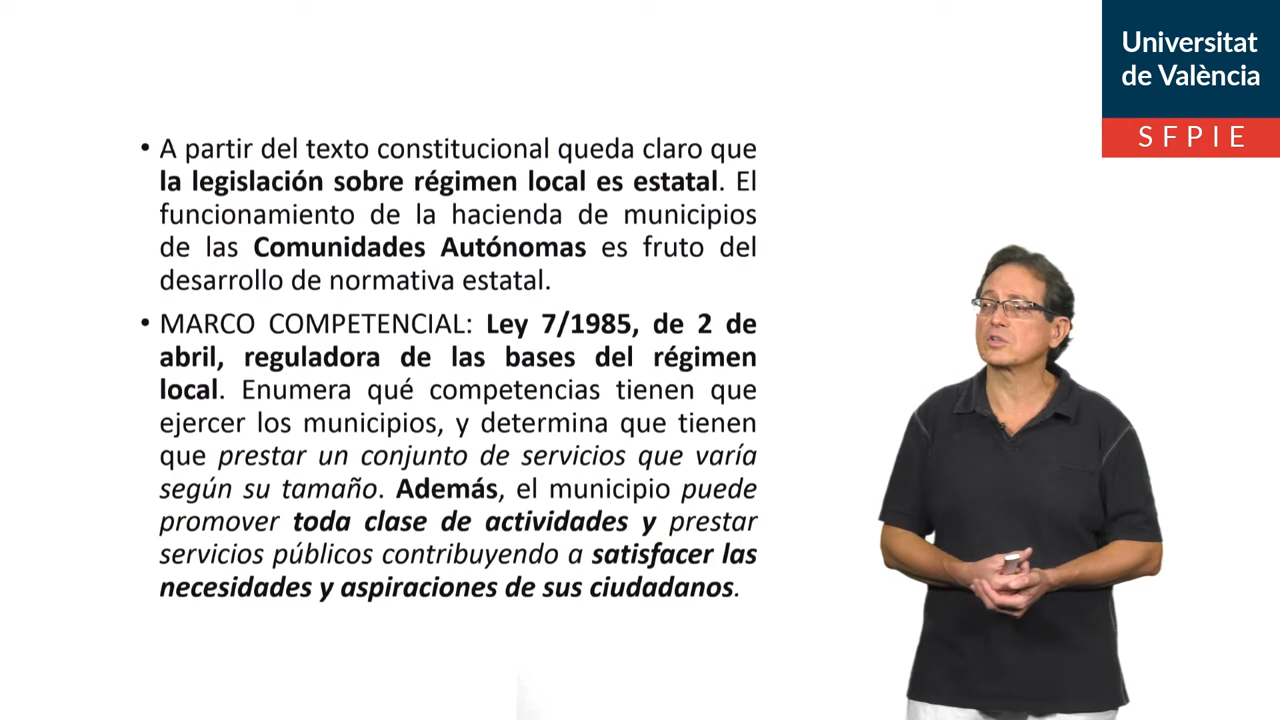 Universitat
de València
SFPIE
• A partir del texto constitucional queda claro que
la legislación sobre régimen local es estatal. El
funcionamiento de la hacienda de municipios
de las Comunidades Autónomas es fruto del
desarrollo de normativa estatal.
• MARCO COMPETENCIAL: Ley 7/1985, de 2 de
abril, reguladora de las bases del régimen
local. Enumera qué competencias tienen que
ejercer los municipios, y determina que tienen
que prestar un conjunto de servicios que varía
según su tamaño. Además, el municipio puede
promover toda clase de actividades y prestar
servicios públicos contribuyendo a satisfacer las
necesidades y aspiraciones de sus ciudadanos.